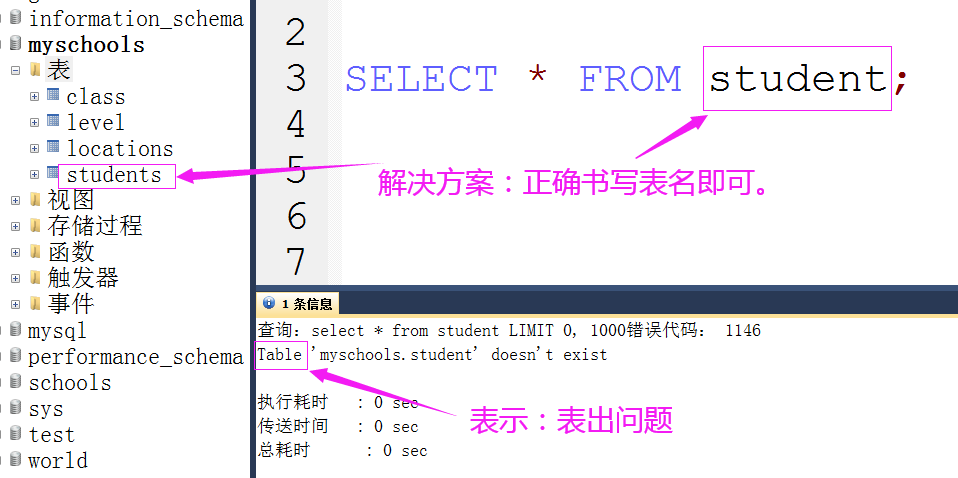 information_schema
myschools
表
class
level
locations
students
视图
存储过程
函数
触发器
事件
mysql
performance_schema
schools
sys
test
world
2
3 SELECT * FROM student;
4
5
6
7
解决方案：正确书写表名即可。
1 条信息
查询：select * from student LIMIT 0, 1000错误代码： 1146
Table 'myschools.student' doesn't exist
执行耗时 : 0 sec
传送时间 : 0 sec
总耗时 : 0 sec
表示：表出问题